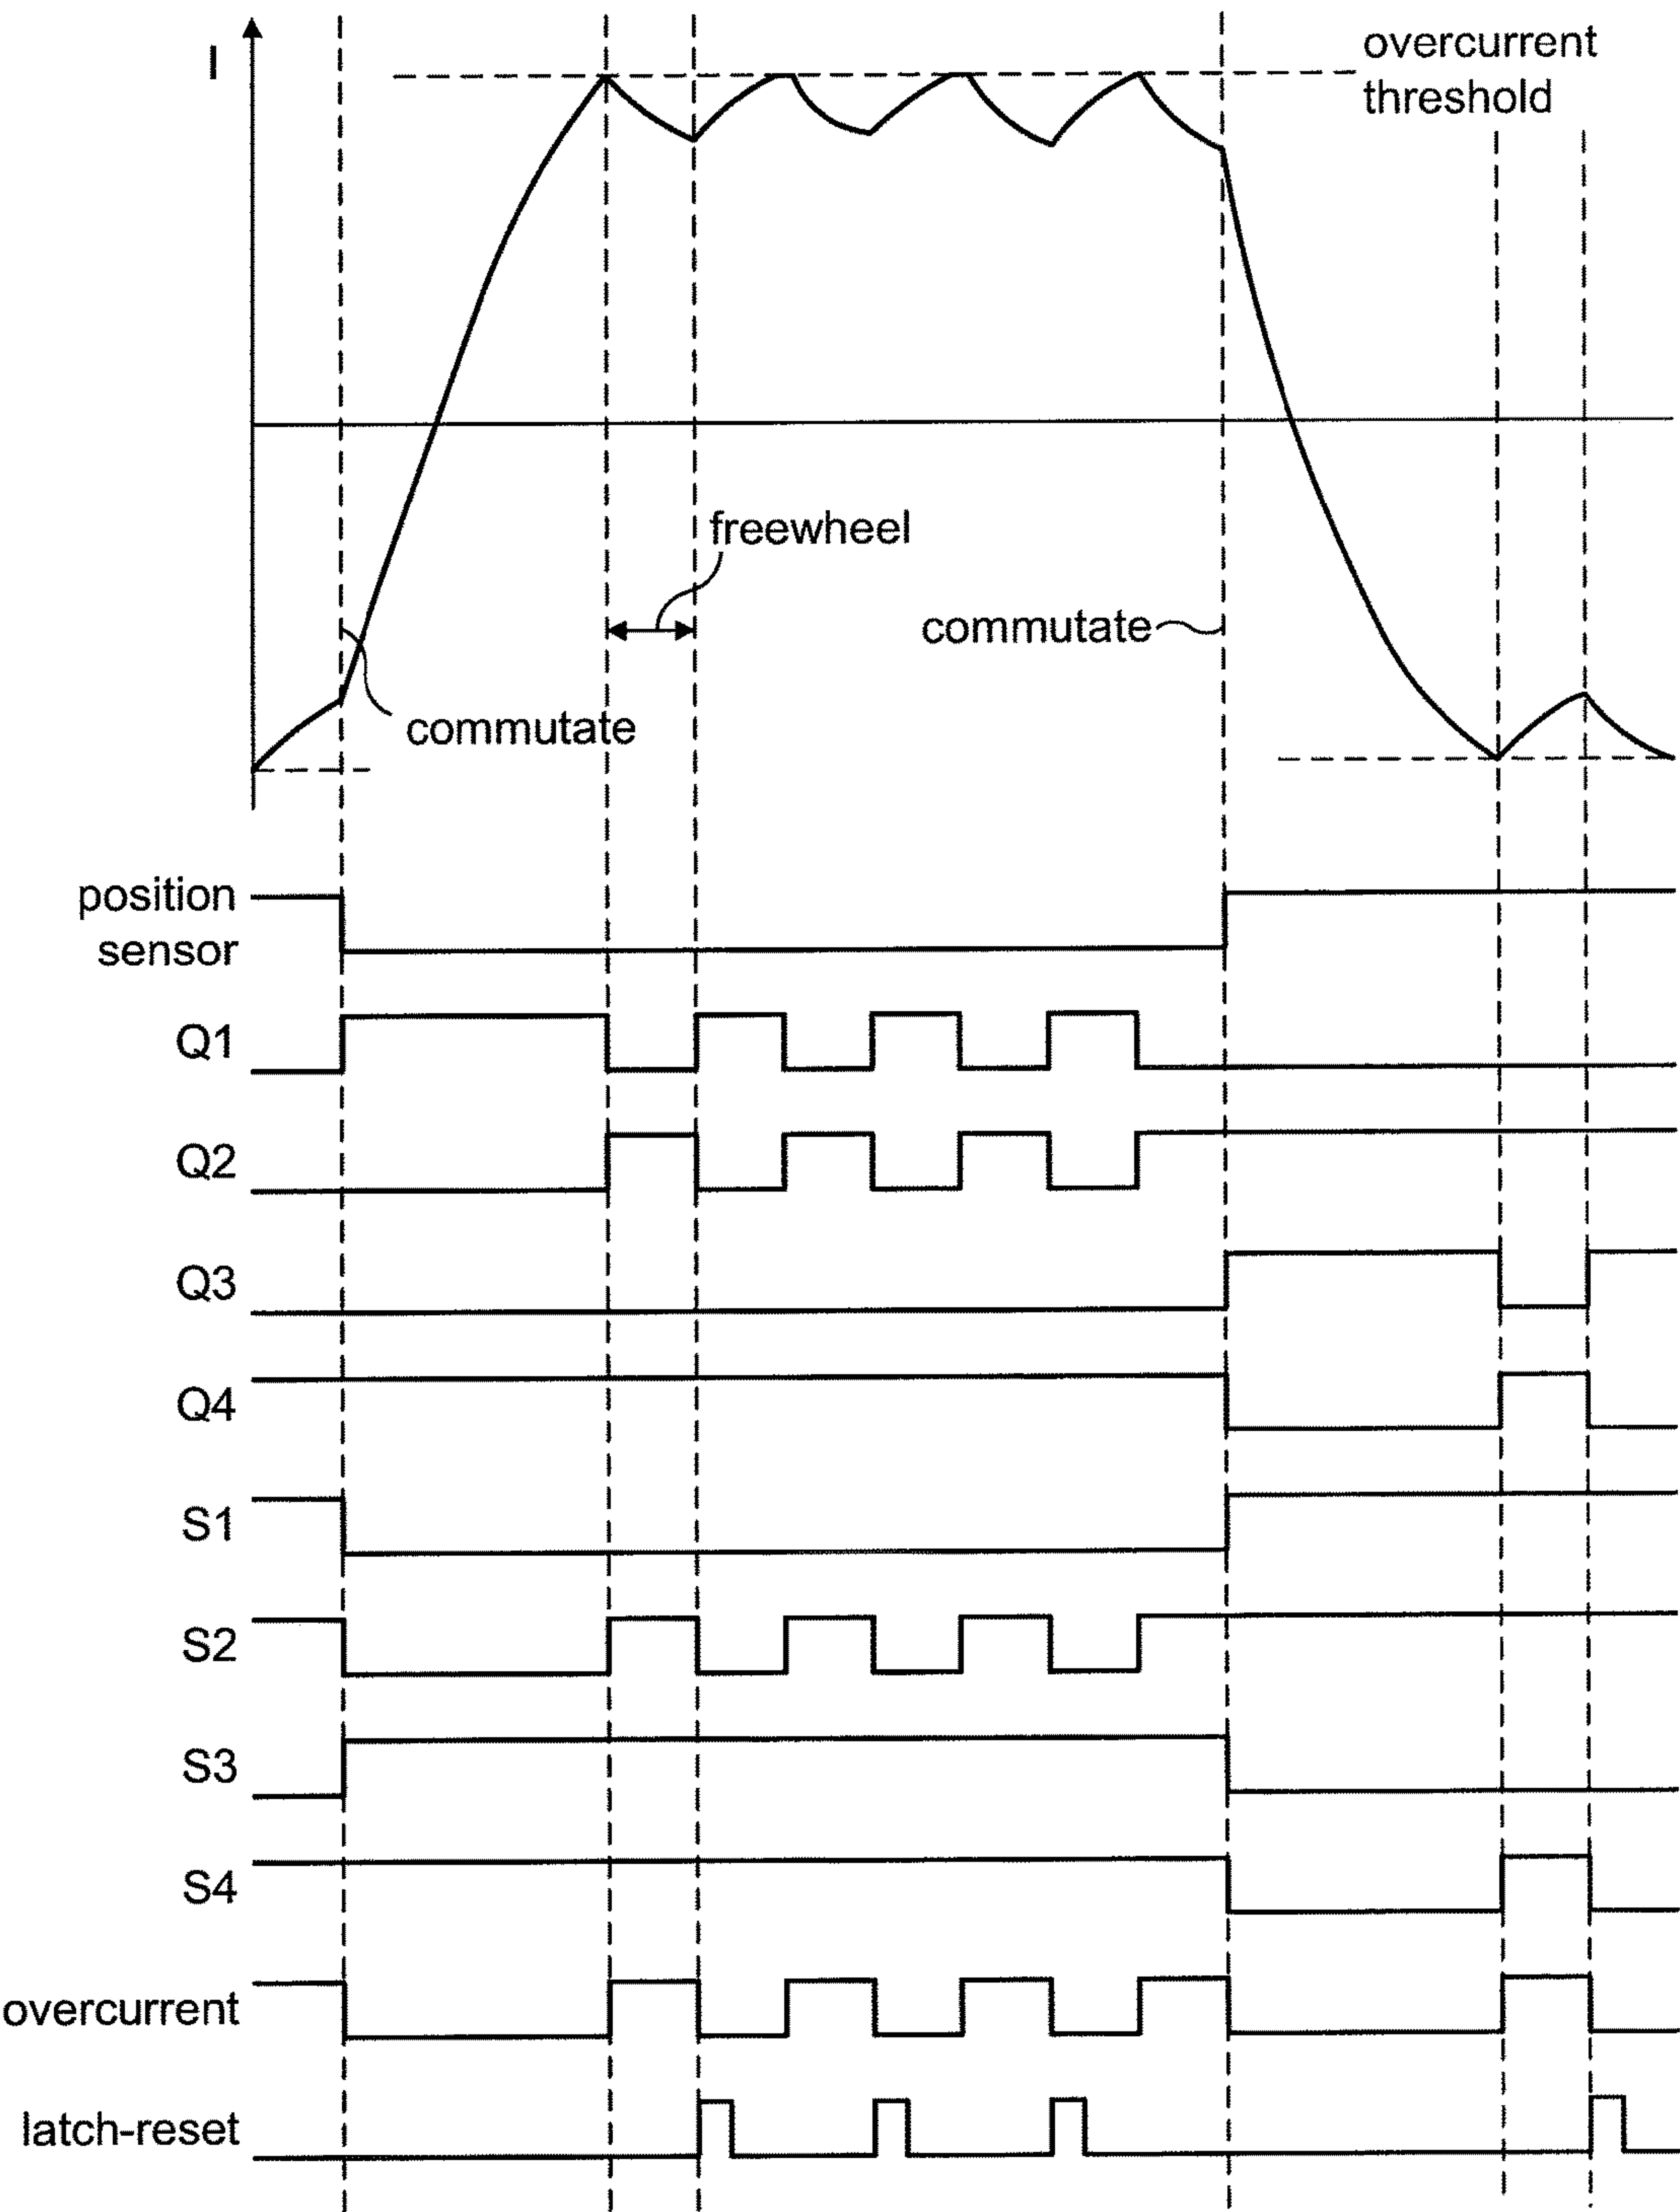 I
overcurrent
threshold
freewheel
commutate
commutate
position
sensor
Q1
Q2
Q3
Q4
S1
S2
S3
S4
overcurrent
latch-reset